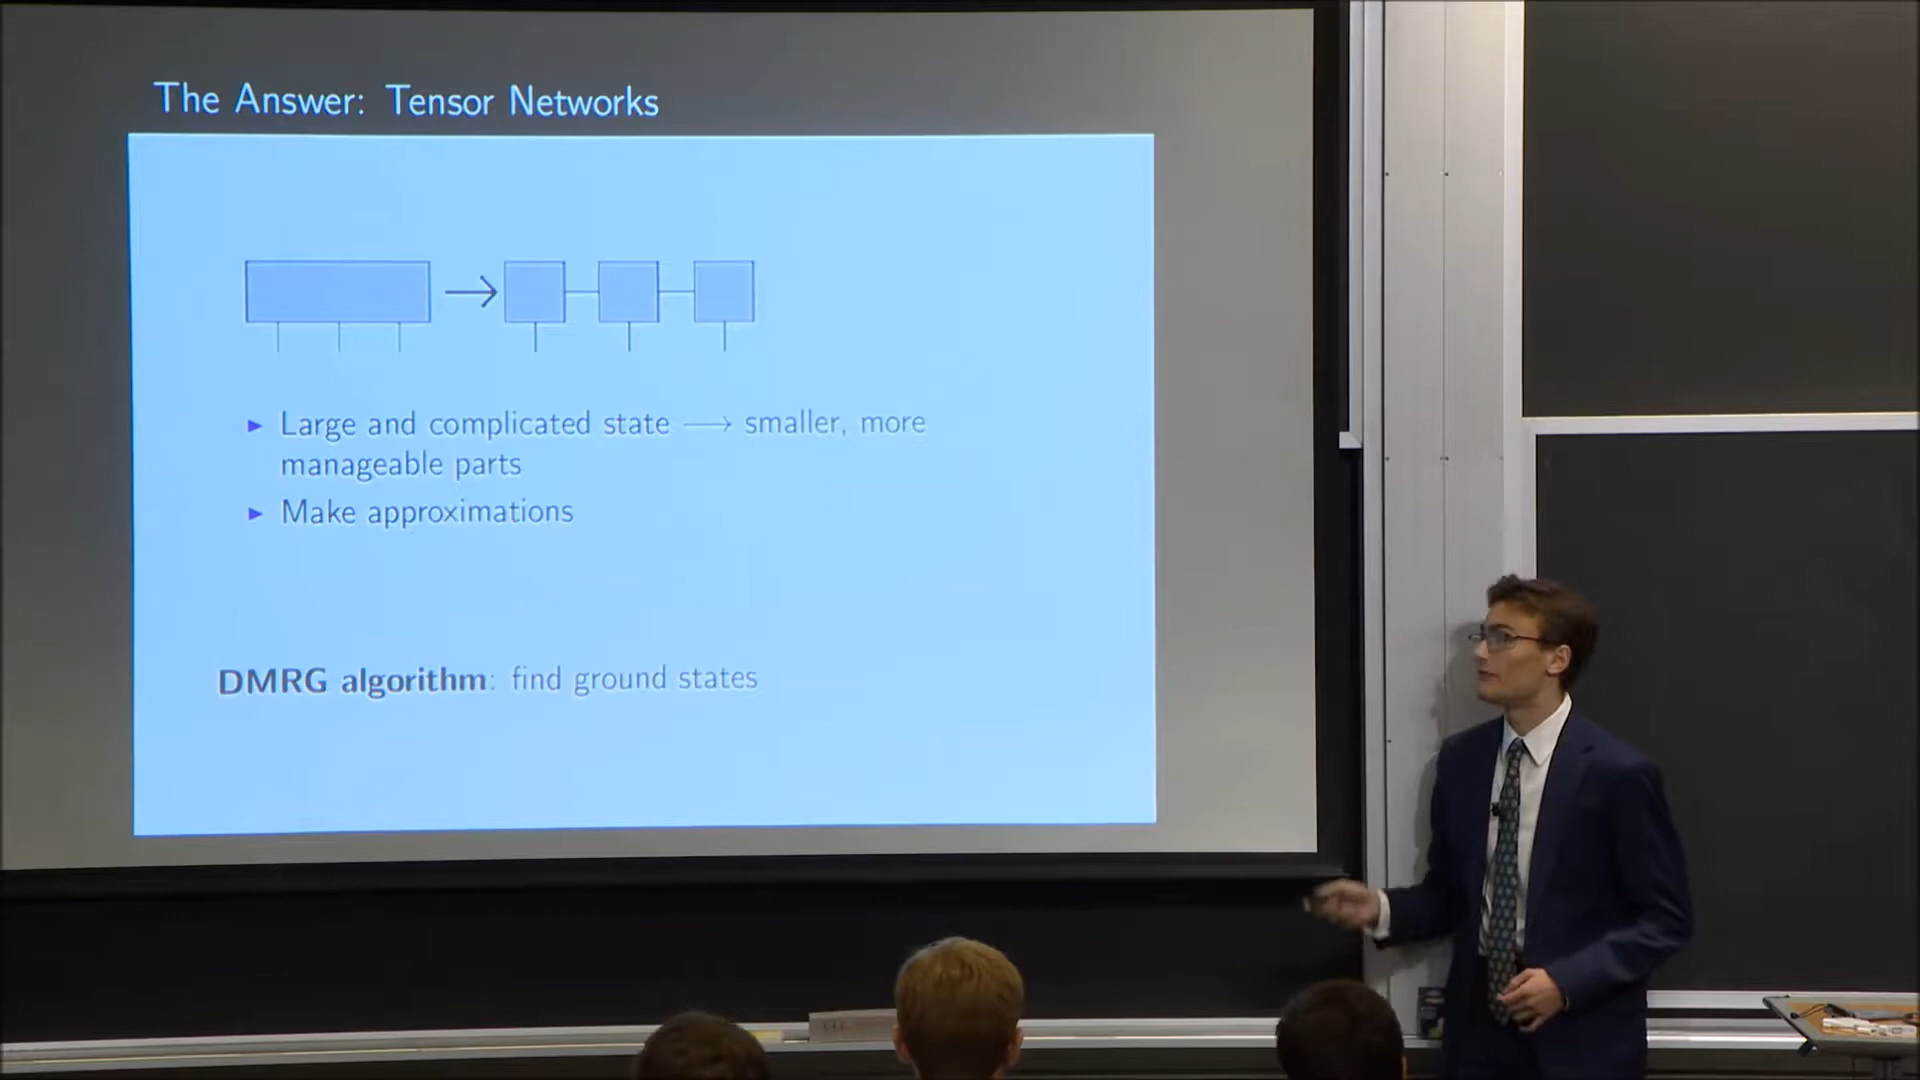 The Answer: Tensor Networks
► Large and complicated state ⟶ smaller, more
manageable parts
► Make approximations
DMRG algorithm: find ground states